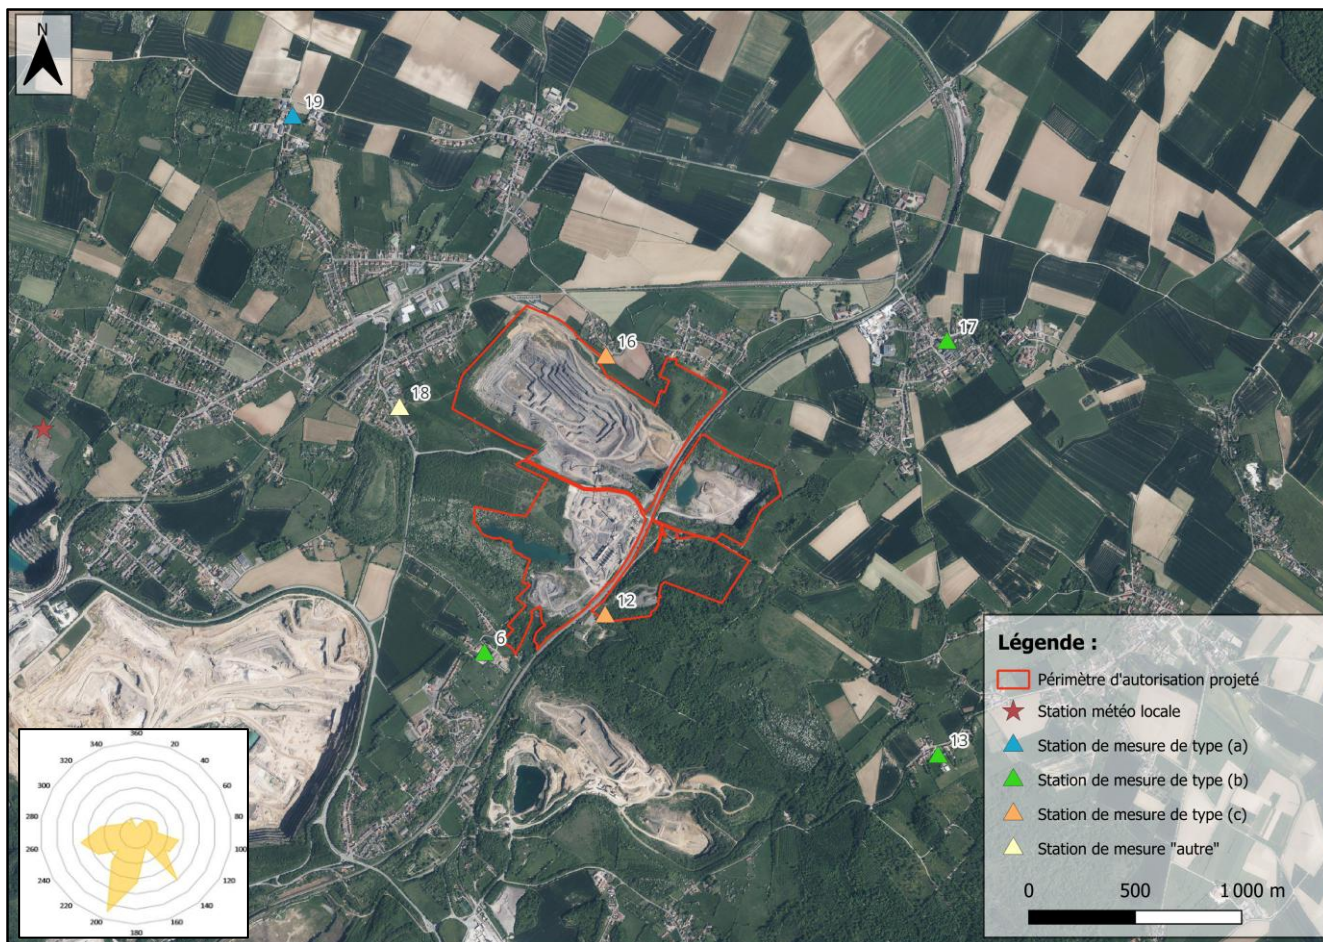 N
19
16
17
18
12
6
13
Légende :
Périmètre d'autorisation projeté
Station météo locale
Station de mesure de type (a)
Station de mesure de type (b)
Station de mesure de type (c)
Station de mesure "autre"
0 500 1 000 m
340 360 20
320 40
300 60
280 80
260 100
240 120
220 140
200 180 160